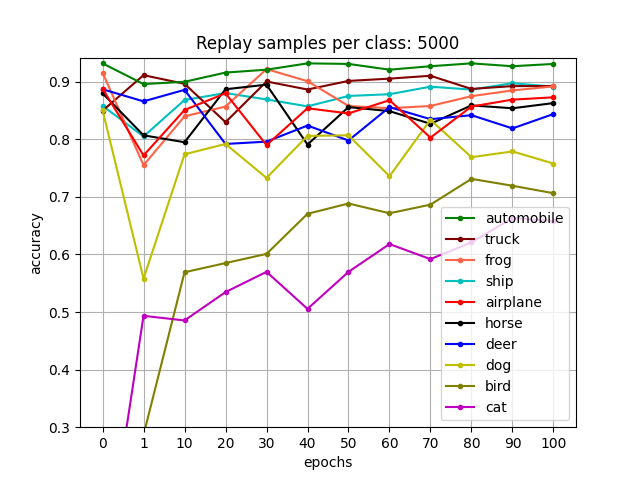 Replay samples per class: 5000
accuracy
0.9
0.8
0.7
0.6
0.5
0.4
0.3
automobile
truck
frog
ship
airplane
horse
deer
dog
bird
cat
0 1 10 20 30 40 50 60 70 80 90 100
epochs